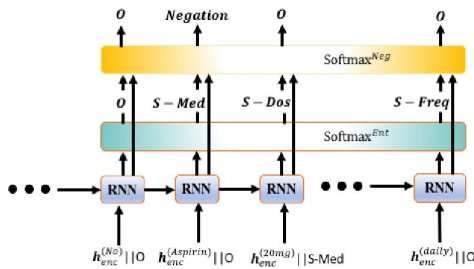 O Negation O O
Softmax^Neg
O S − Med S − Dos S − Freq
Softmax^Ent
RNN RNN RNN RNN
h_enc^(No)||O h_enc^(Aspirin)||O h_enc^(20mg)||S-Med h_enc^(daily)||O